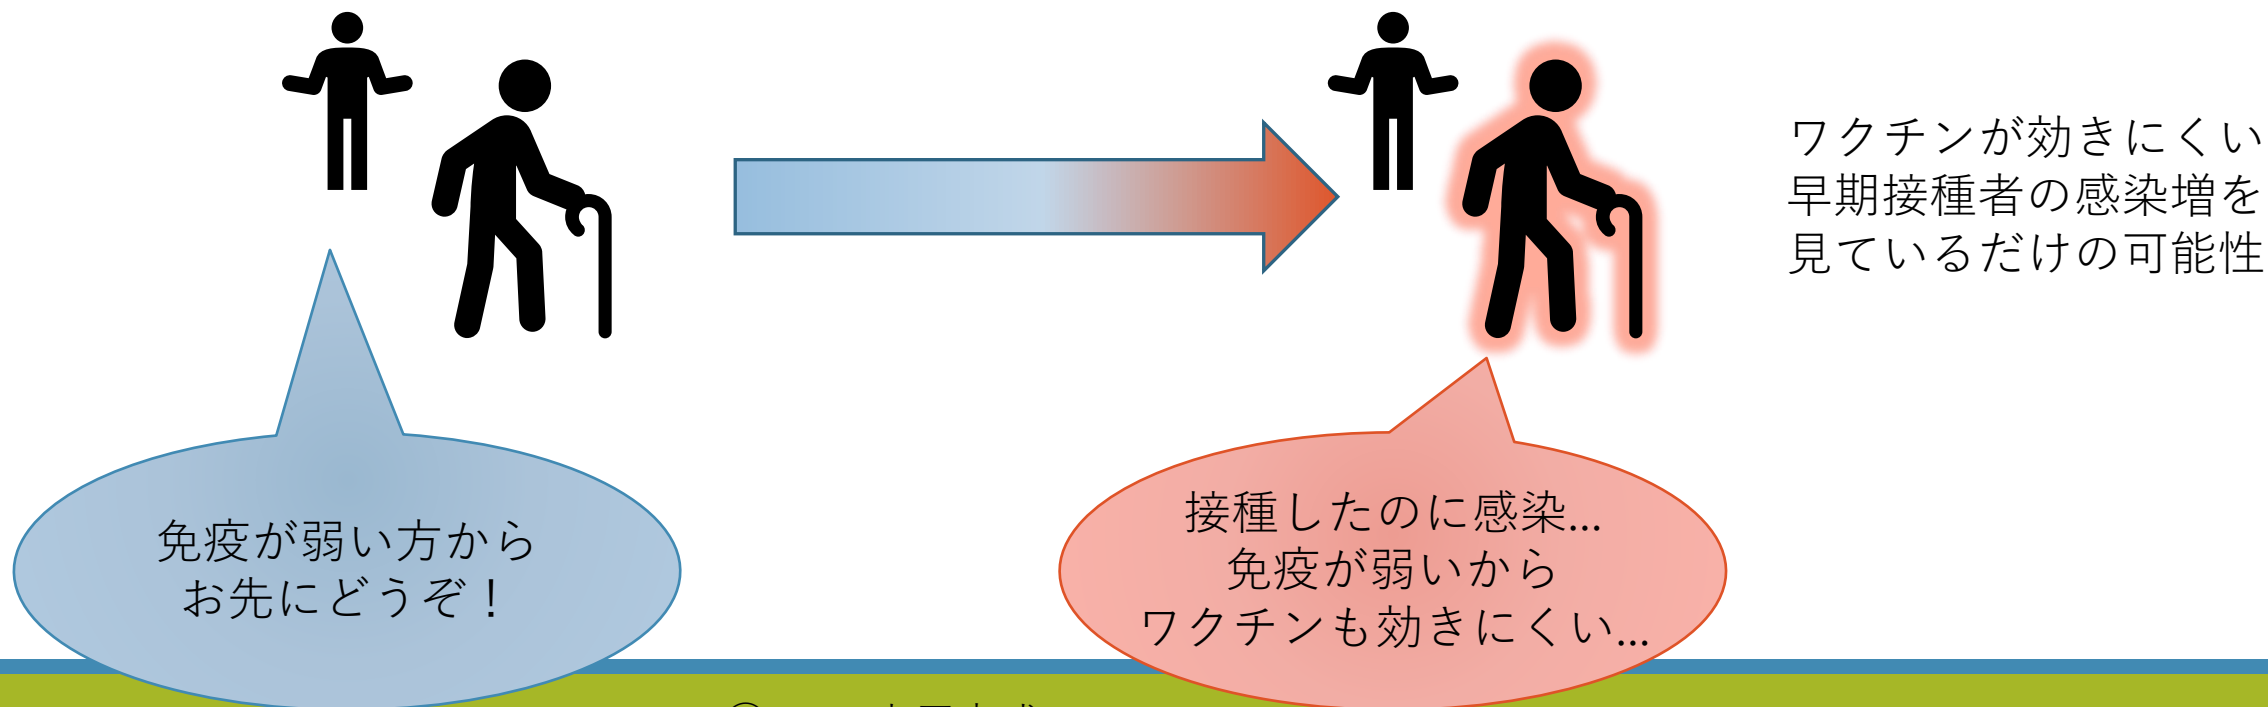 ワクチンが効きにくい
早期接種者の感染増を
見ているだけの可能性
免疫が弱い方から
お先にどうぞ！
接種したのに感染…
免疫が弱いから
ワクチンも効きにくい…